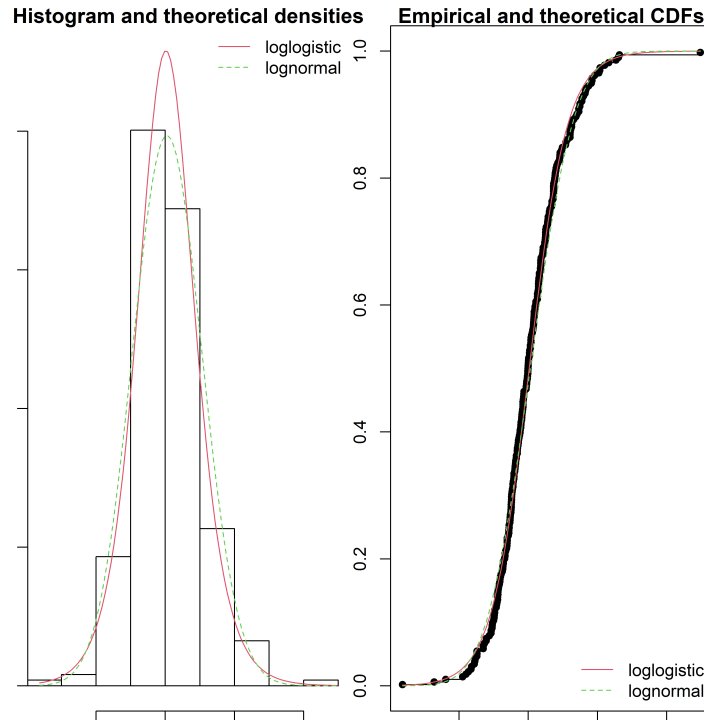 Histogram and theoretical densities
loglogistic
lognormal
Empirical and theoretical CDFs
1.0
0.8
0.6
0.4
0.2
0.0
loglogistic
lognormal